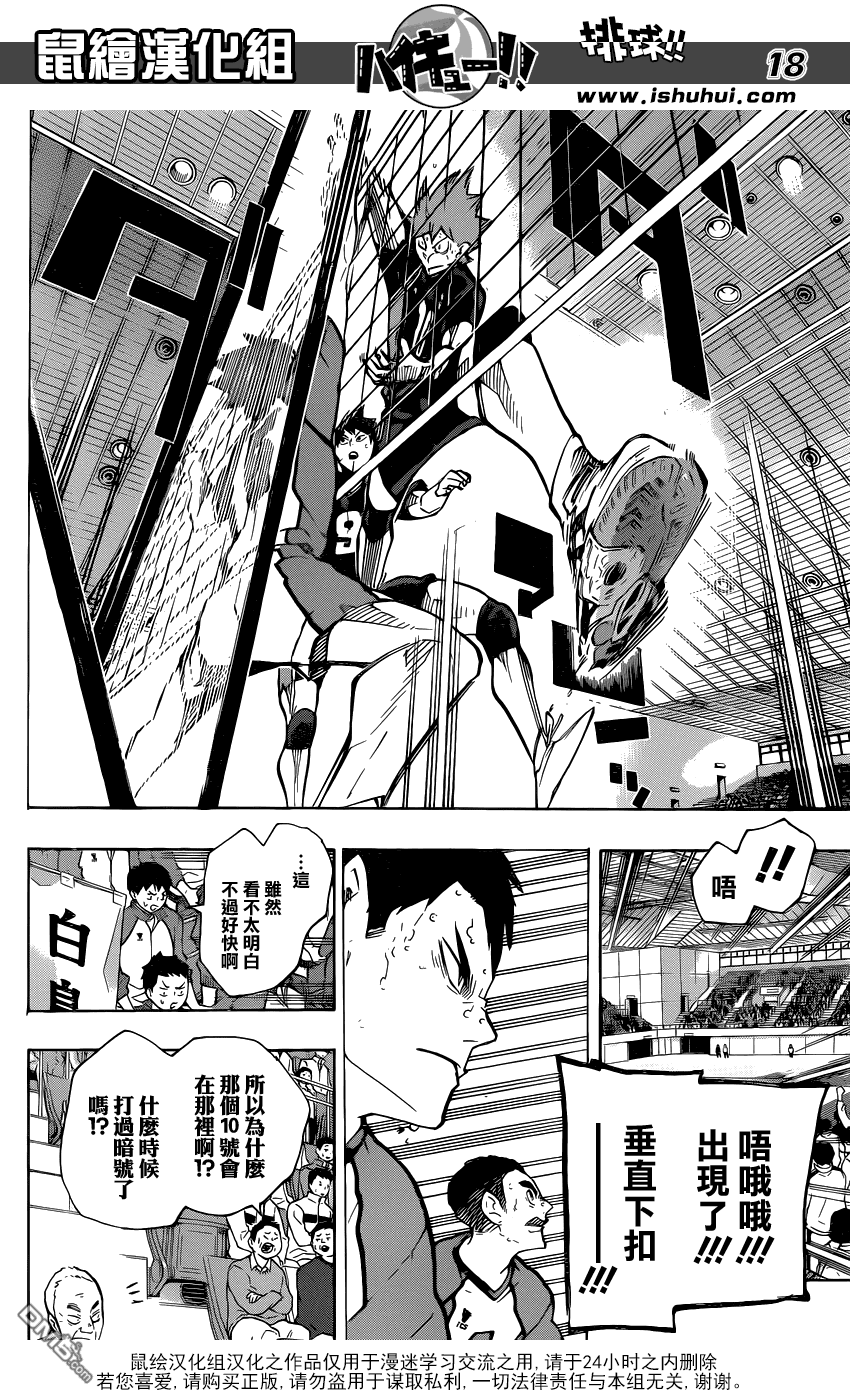 鼠繪漢化組
ハイキュー!!
排球!!
18
www.ishuhui.com
9
!!
唔
唔哦哦!!!
出現了!!!
垂直下扣
——!!!
…這
雖然
看不太明白
不過好快啊
白鳥
所以為什麼
那個10號會
在那裡啊!?
什麼時候
打過暗號了
嗎!?
鼠绘汉化组汉化之作品仅用于漫迷学习交流之用,请于24小时之内删除
若您喜爱,请购买正版,请勿盗用于谋取私利,一切法律责任与本组无关,谢谢。